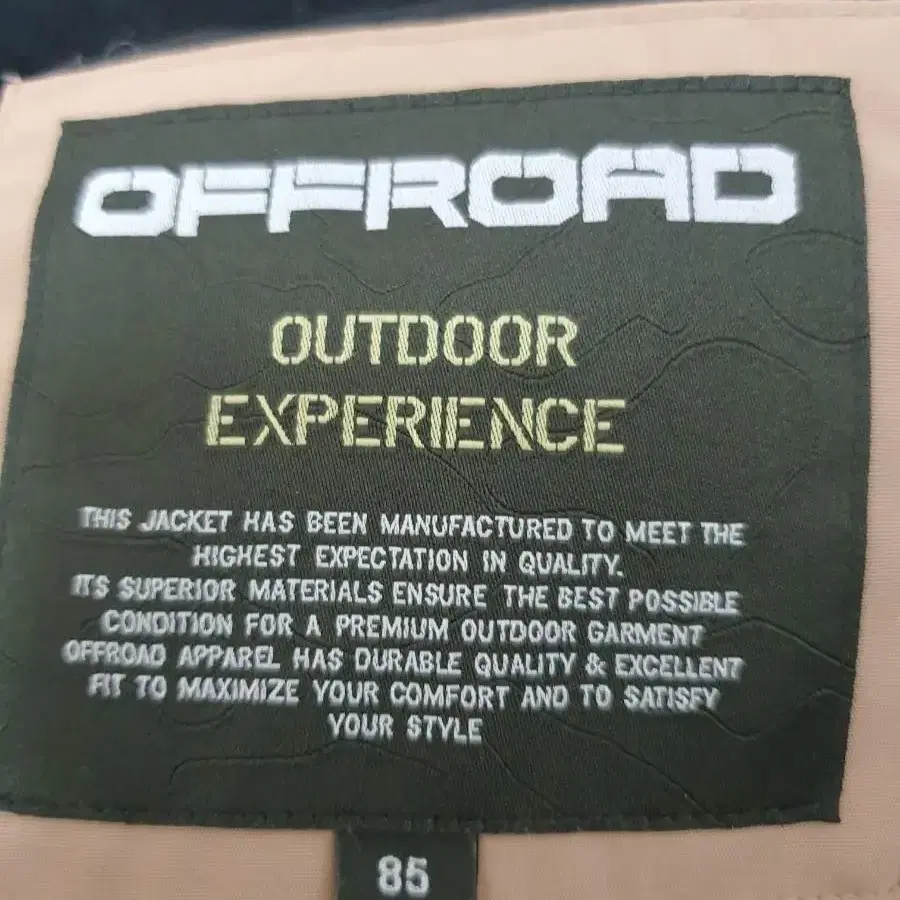 OFFROAD
OUTDOOR
EXPERIENCE
THIS JACKET HAS BEEN MANUFACTURED TO MEET THE
HIGHEST EXPECTATION IN QUALITY.
ITS SUPERIOR MATERIALS ENSURE THE BEST POSSIBLE
CONDITION FOR A PREMIUM OUTDOOR GARMENT
OFFROAD APPAREL HAS DURABLE QUALITY & EXCELLENT
FIT TO MAXIMIZE YOUR COMFORT AND TO SATISFY
YOUR STYLE
85